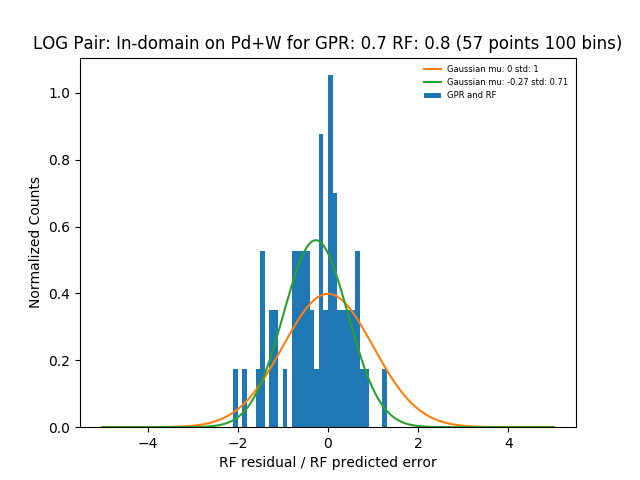 LOG Pair: In-domain on Pd+W for GPR: 0.7 RF: 0.8 (57 points 100 bins)
Gaussian mu: 0 std: 1
Gaussian mu: -0.27 std: 0.71
GPR and RF
Normalized Counts
1.0
0.8
0.6
0.4
0.2
0.0
−4 −2 0 2 4
RF residual / RF predicted error